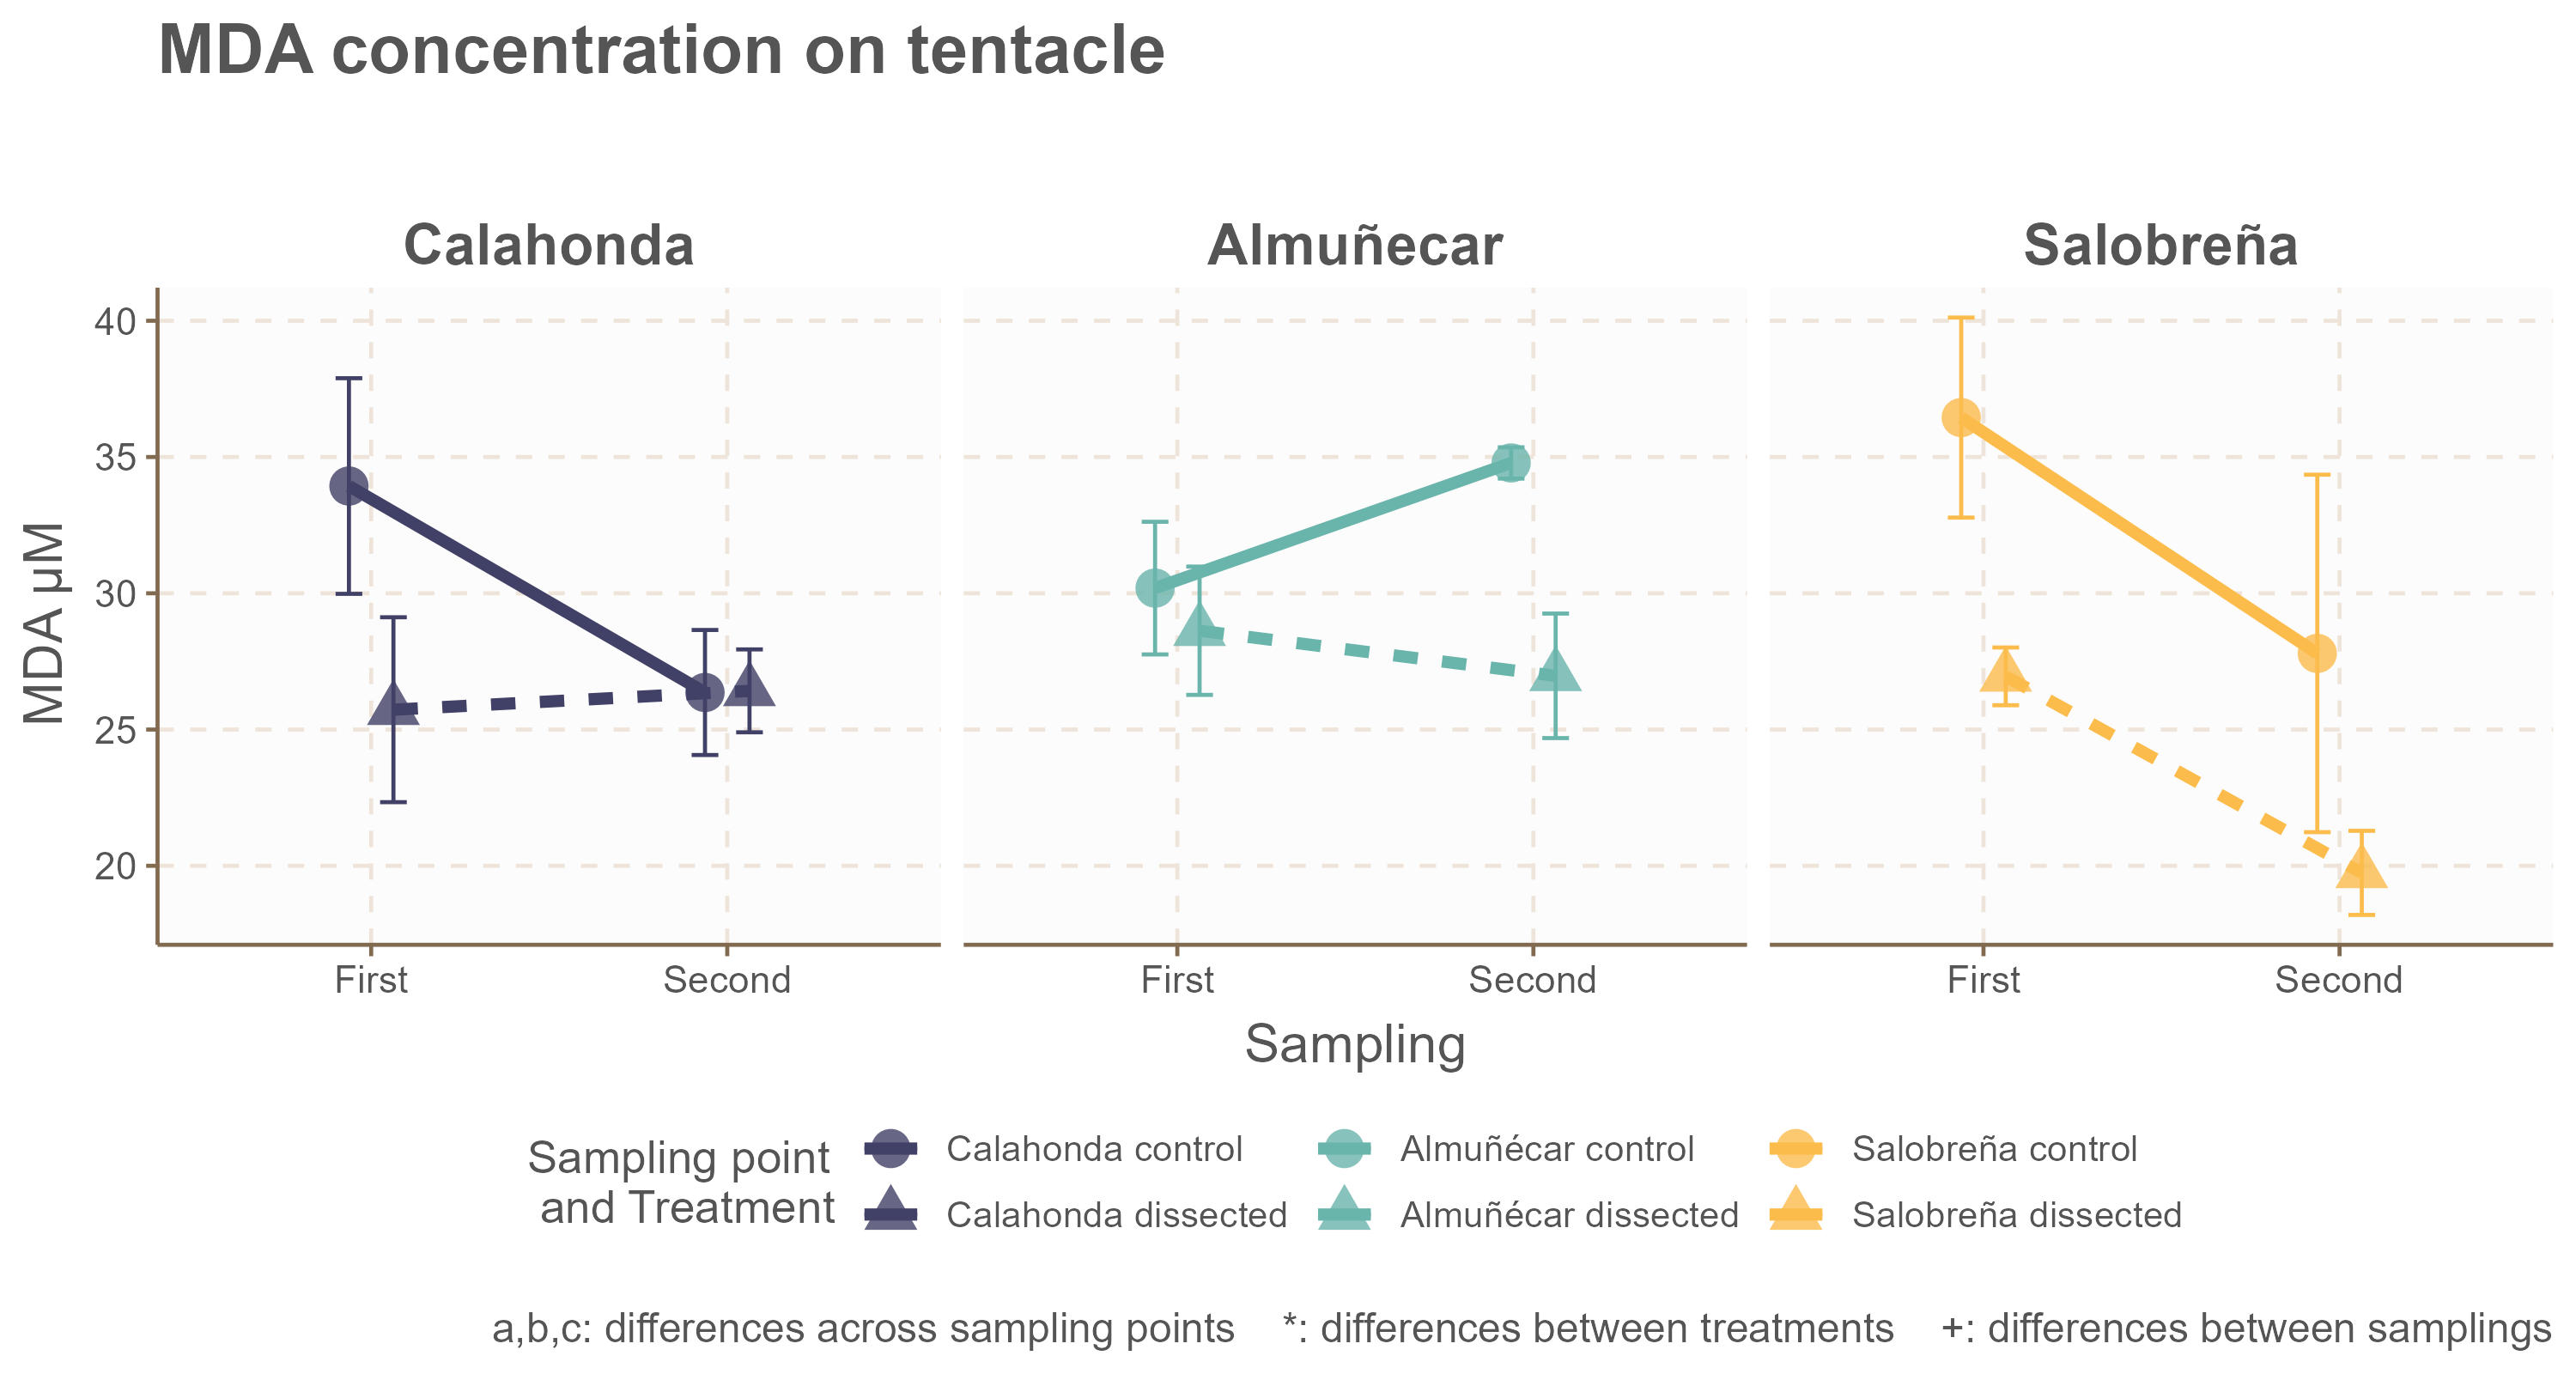 MDA concentration on tentacle
Calahonda Almuñecar Salobreña
MDA µM
40
35
30
25
20
First Second First Second First Second
Sampling
Sampling point
and Treatment
Calahonda control Almuñécar control Salobreña control
Calahonda dissected Almuñécar dissected Salobreña dissected
a,b,c: differences across sampling points *: differences between treatments +: differences between samplings